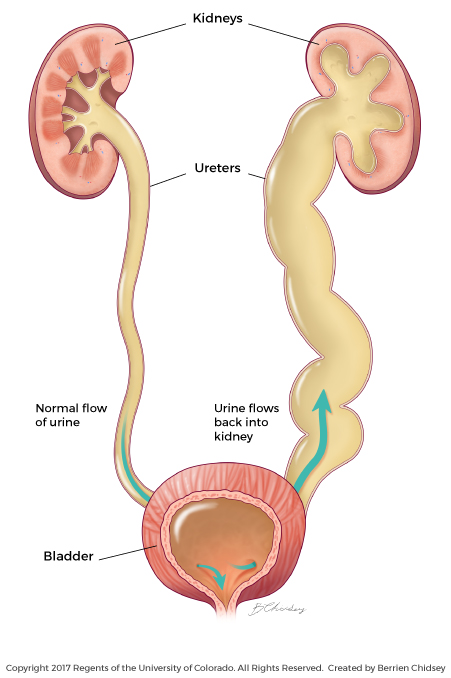 Kidneys
Ureters
Normal flow
of urine
Urine flows
back into
kidney
Bladder
B Chidsey
Copyright 2017 Regents of the University of Colorado. All Rights Reserved.  Created by Berrien Chidsey